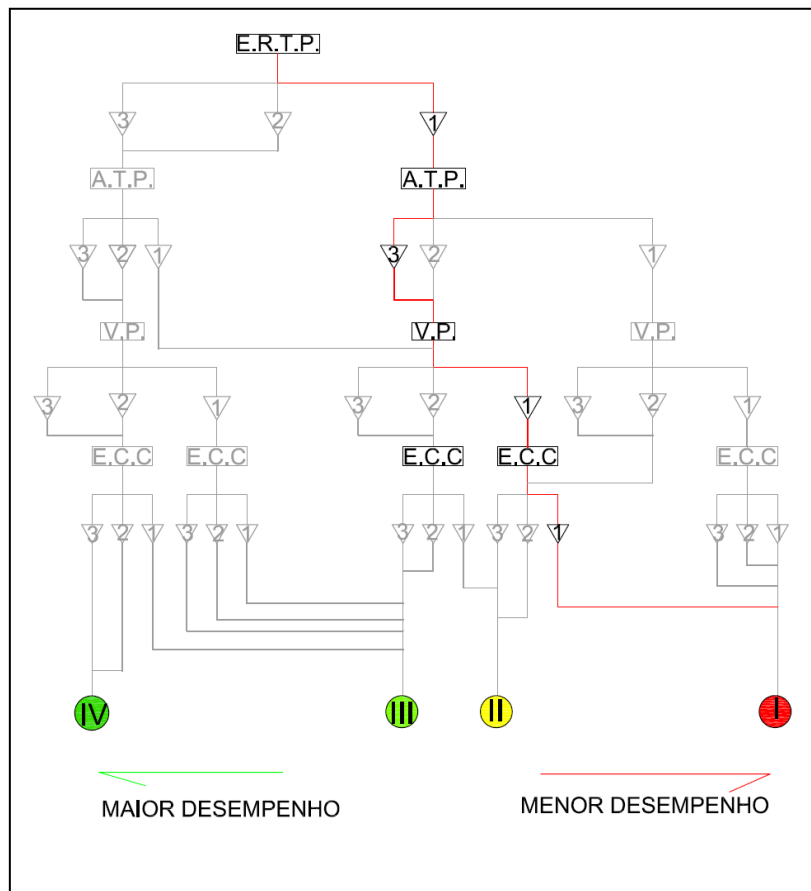 E.R.T.P.
3 2 1
A.T.P. A.T.P.
3 2 1 3 2 1
V.P. V.P. V.P.
3 2 1 3 2 1 3 2 1
E.C.C E.C.C E.C.C E.C.C E.C.C
3 2 1 3 2 1 3 2 1 3 2 1 3 2 1
IV III II I
MAIOR DESEMPENHO MENOR DESEMPENHO